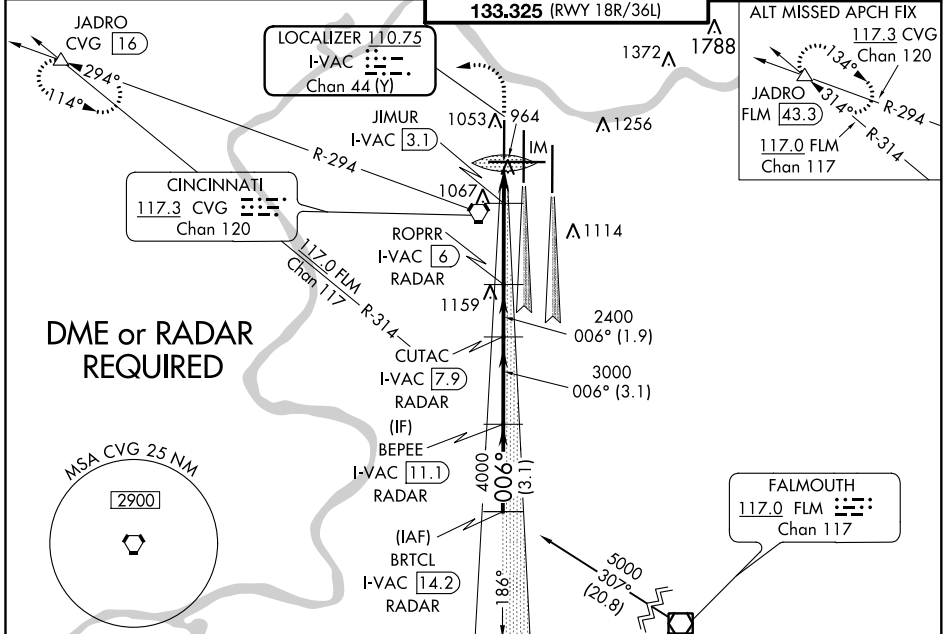 133.325 (RWY 18R/36L)
JADRO
CVG 16
294°
114°
LOCALIZER 110.75
I-VAC
Chan 44 (Y)
1372
1788
ALT MISSED APCH FIX
117.3 CVG
Chan 120
134°
JADRO
FLM 43.3
314°
R-294
R-314
117.0 FLM
Chan 117
JIMUR
I-VAC 3.1
1053
964
1256
IM
R-294
CINCINNATI
117.3 CVG
Chan 120
1067
ROPRR
I-VAC 6
RADAR
1114
117.0 FLM
Chan 117
R-314
1159
DME or RADAR
REQUIRED
2400
006° (1.9)
CUTAC
I-VAC 7.9
RADAR
3000
006° (3.1)
(IF)
BEPEE
I-VAC 11.1
RADAR
4000
006°
(3.1)
MSA CVG 25 NM
2900
FALMOUTH
117.0 FLM
Chan 117
(IAF)
BRTCL
I-VAC 14.2
RADAR
186°
5000
307°
(20.8)